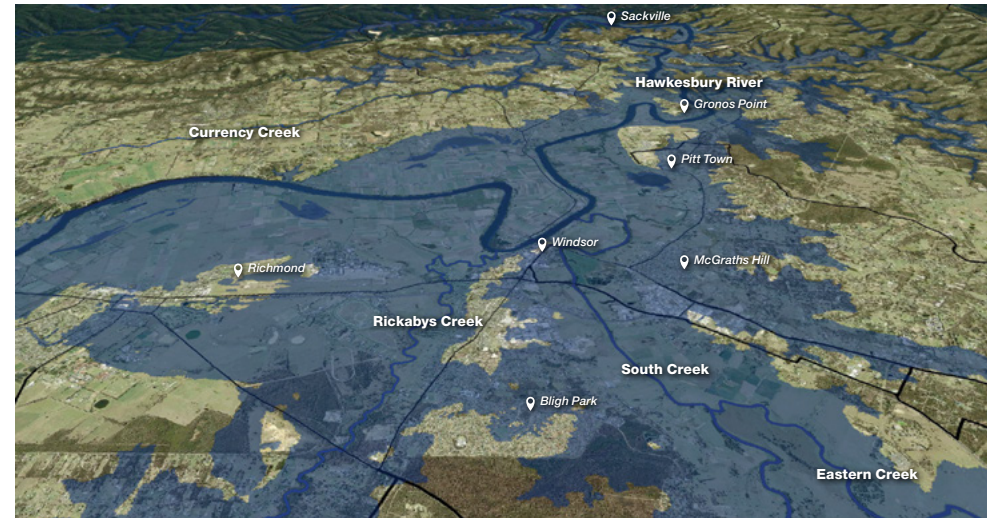 Sackville
Hawkesbury River
Gronos Point
Currency Creek
Pitt Town
Windsor
McGraths Hill
Richmond
Rickabys Creek
South Creek
Bligh Park
Eastern Creek